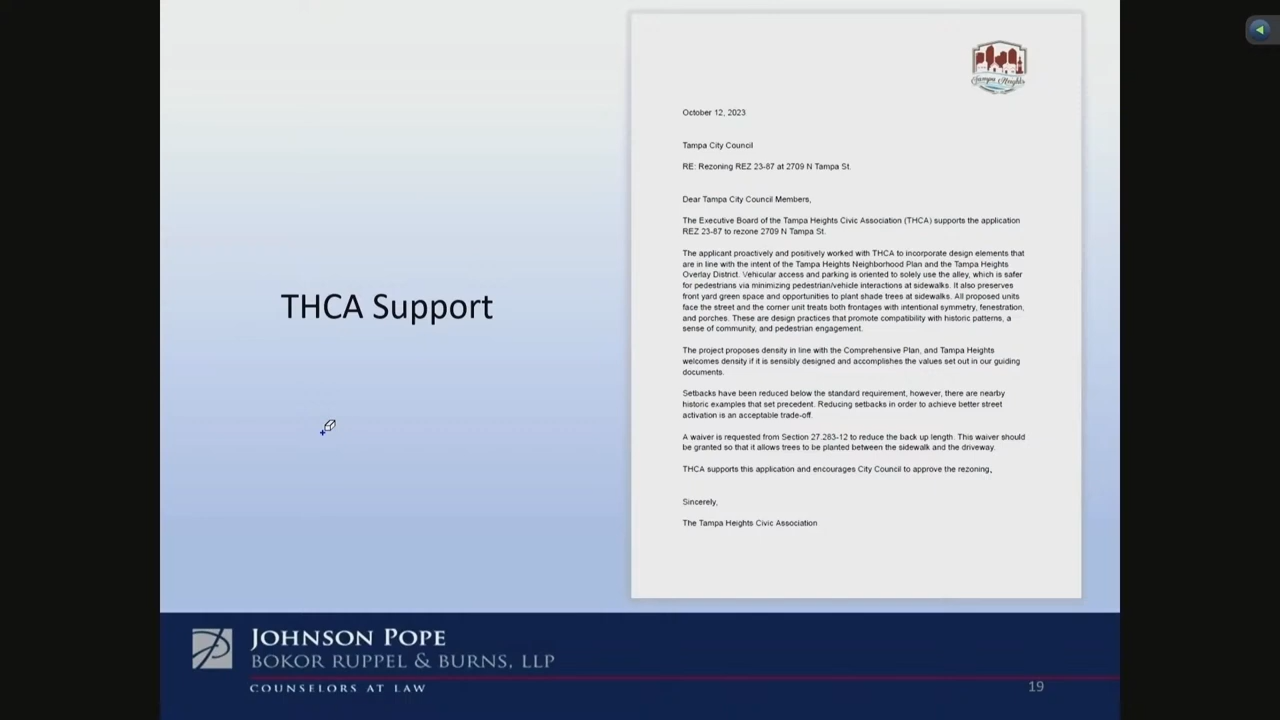 THCA Support
Tampa Heights
October 12, 2023
Tampa City Council
RE: Rezoning REZ 23-87 at 2709 N Tampa St.
Dear Tampa City Council Members,
The Executive Board of the Tampa Heights Civic Association (THCA) supports the application
REZ 23-87 to rezone 2709 N Tampa St.
The applicant proactively and positively worked with THCA to incorporate design elements that
are in line with the intent of the Tampa Heights Neighborhood Plan and the Tampa Heights
Overlay District. Vehicular access and parking is oriented to solely use the alley, which is safer
for pedestrians via minimizing pedestrian/vehicle interactions at sidewalks. It also preserves
front yard green space and opportunities to plant shade trees at sidewalks. All proposed units
face the street and the corner unit treats both frontages with intentional symmetry, fenestration,
and porches. These are design practices that promote compatibility with historic patterns, a
sense of community, and pedestrian engagement.
The project proposes density in line with the Comprehensive Plan, and Tampa Heights
welcomes density if it is sensibly designed and accomplishes the values set out in our guiding
documents.
Setbacks have been reduced below the standard requirement, however, there are nearby
historic examples that set precedent. Reducing setbacks in order to achieve better street
activation is an acceptable trade-off.
A waiver is requested from Section 27.283-12 to reduce the back up length. This waiver should
be granted so that it allows trees to be planted between the sidewalk and the driveway.
THCA supports this application and encourages City Council to approve the rezoning.
Sincerely,
The Tampa Heights Civic Association
JOHNSON POPE
BOKOR RUPPEL & BURNS, LLP
COUNSELORS AT LAW
19